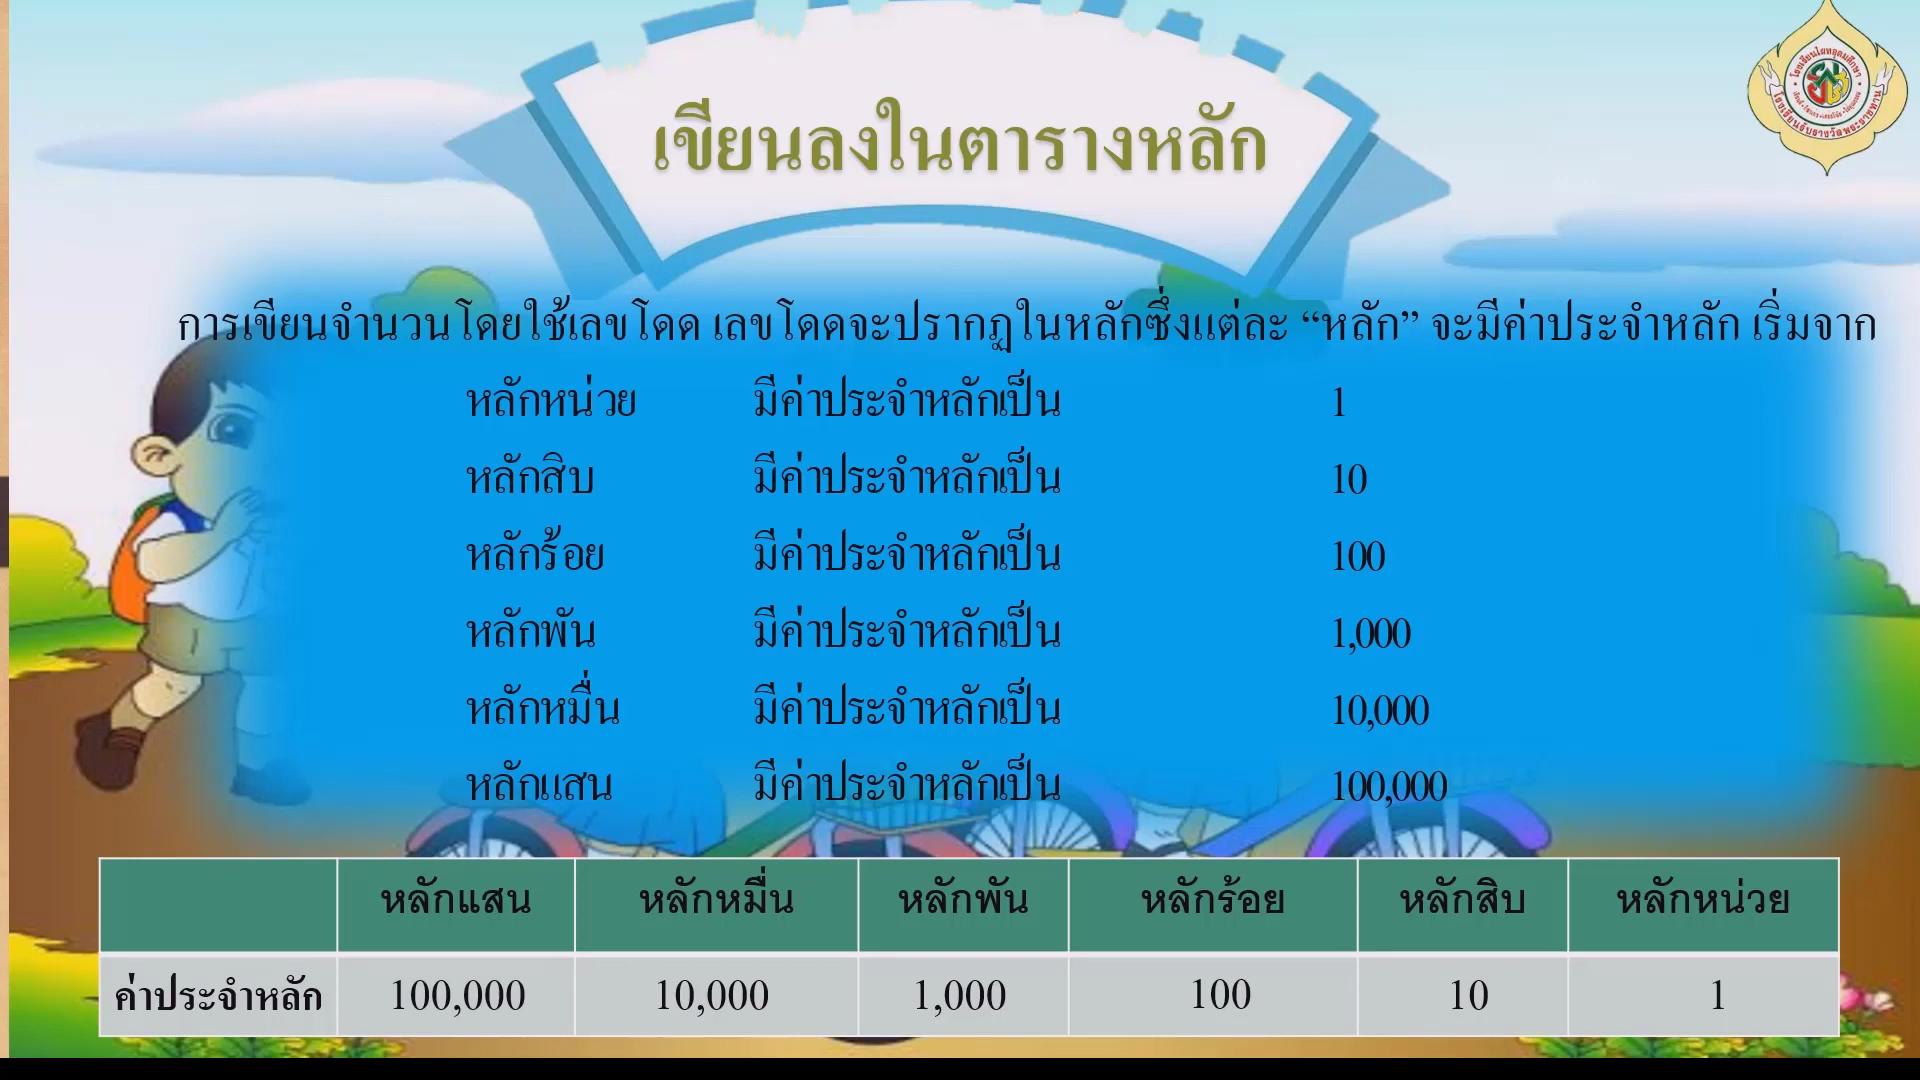 เขียนลงในตารางหลัก
การเขียนจำนวนโดยใช้เลขโดด เลขโดดจะปรากฏในหลักซึ่งแต่ละ “หลัก” จะมีค่าประจำหลัก เริ่มจาก
หลักหน่วย มีค่าประจำหลักเป็น 1
หลักสิบ มีค่าประจำหลักเป็น 10
หลักร้อย มีค่าประจำหลักเป็น 100
หลักพัน มีค่าประจำหลักเป็น 1,000
หลักหมื่น มีค่าประจำหลักเป็น 10,000
หลักแสน มีค่าประจำหลักเป็น 100,000
หลักแสน หลักหมื่น หลักพัน หลักร้อย หลักสิบ หลักหน่วย
ค่าประจำหลัก 100,000 10,000 1,000 100 10 1